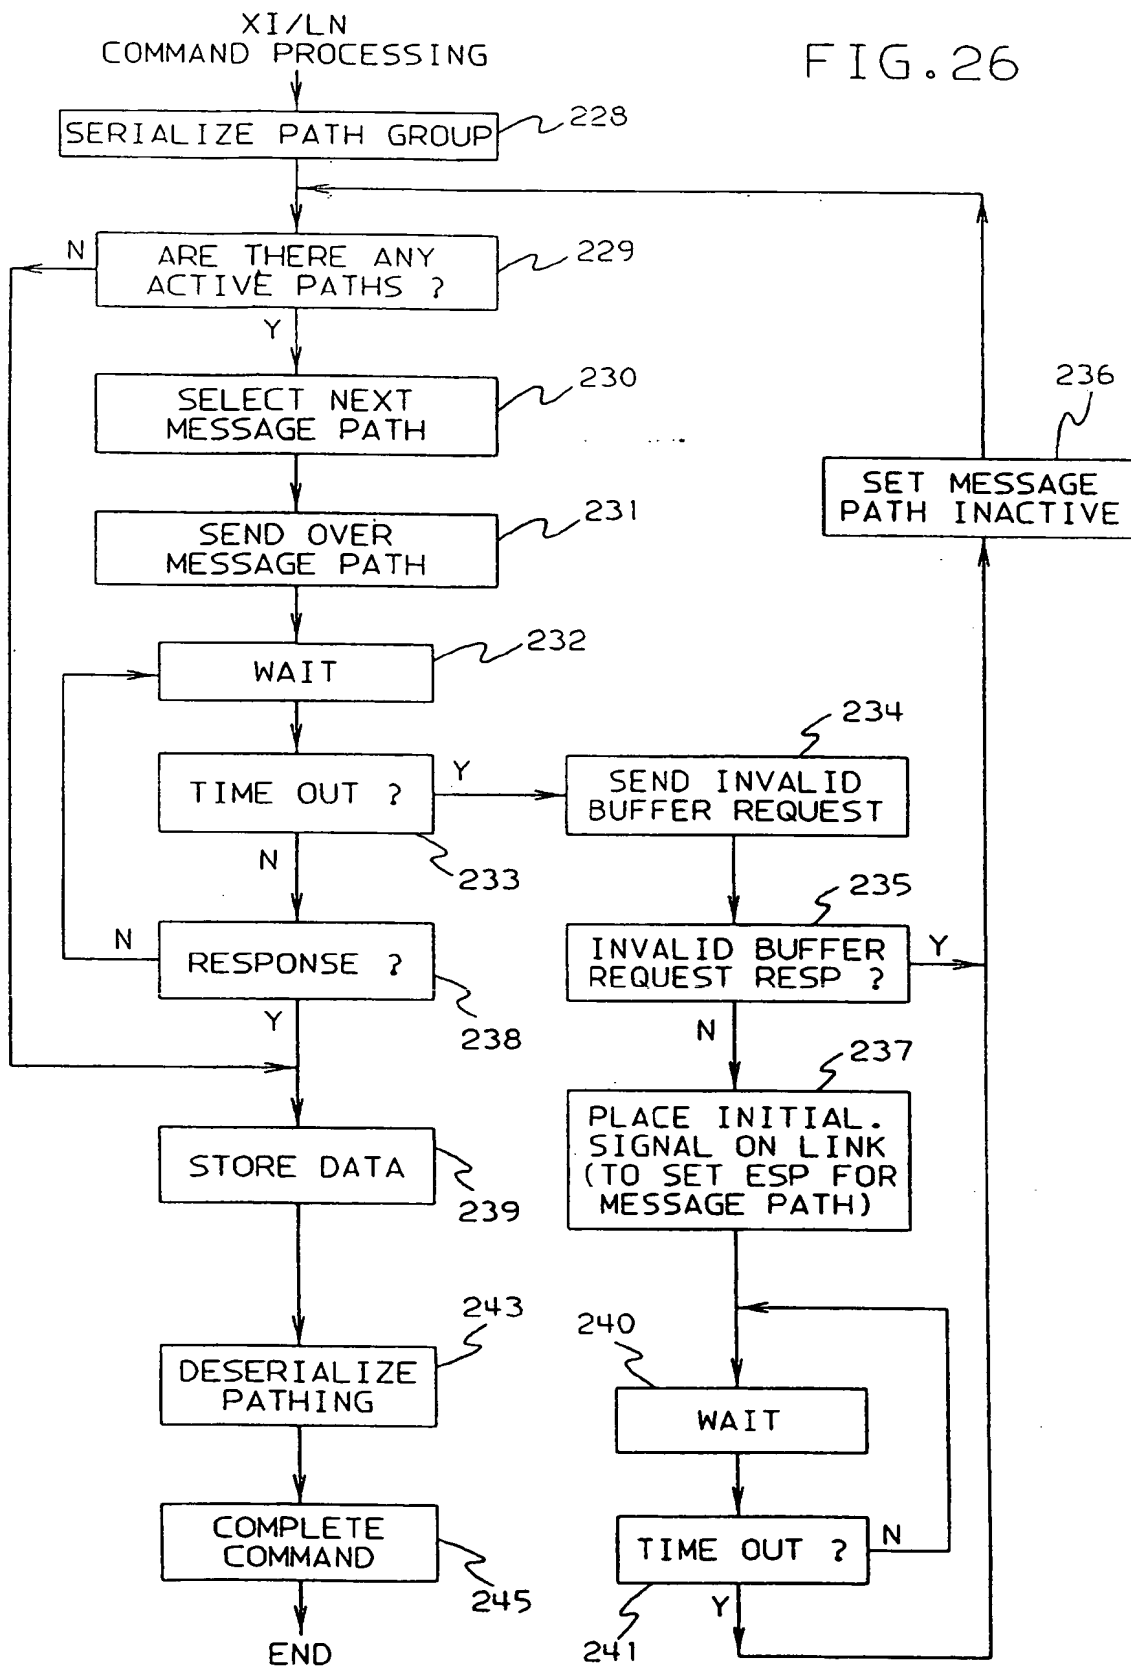 XI/LN
COMMAND PROCESSING
FIG.26
SERIALIZE PATH GROUP
228
N
ARE THERE ANY
ACTIVE PATHS ?
229
Y
SELECT NEXT
MESSAGE PATH
230
236
SET MESSAGE
PATH INACTIVE
SEND OVER
MESSAGE PATH
231
WAIT
232
TIME OUT ?
Y
233
N
234
SEND INVALID
BUFFER REQUEST
235
INVALID BUFFER
REQUEST RESP ?
Y
N
RESPONSE ?
N
238
Y
237
PLACE INITIAL.
SIGNAL ON LINK
(TO SET ESP FOR
MESSAGE PATH)
STORE DATA
239
243
DESERIALIZE
PATHING
240
WAIT
COMPLETE
COMMAND
245
END
TIME OUT ?
N
Y
241